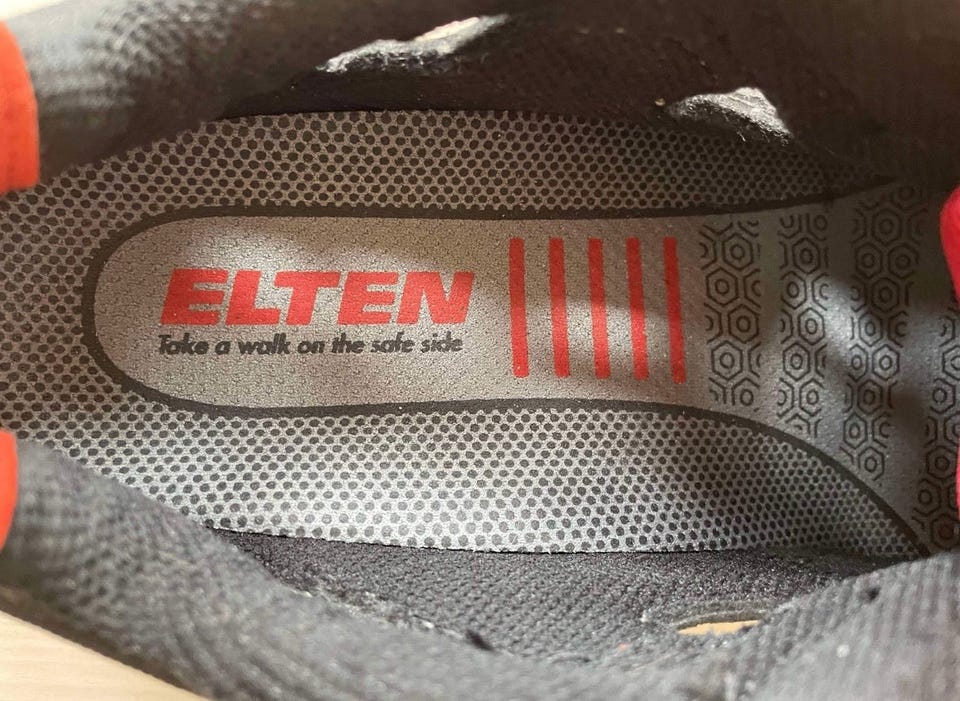 ELTEN
Take a walk on the safe side